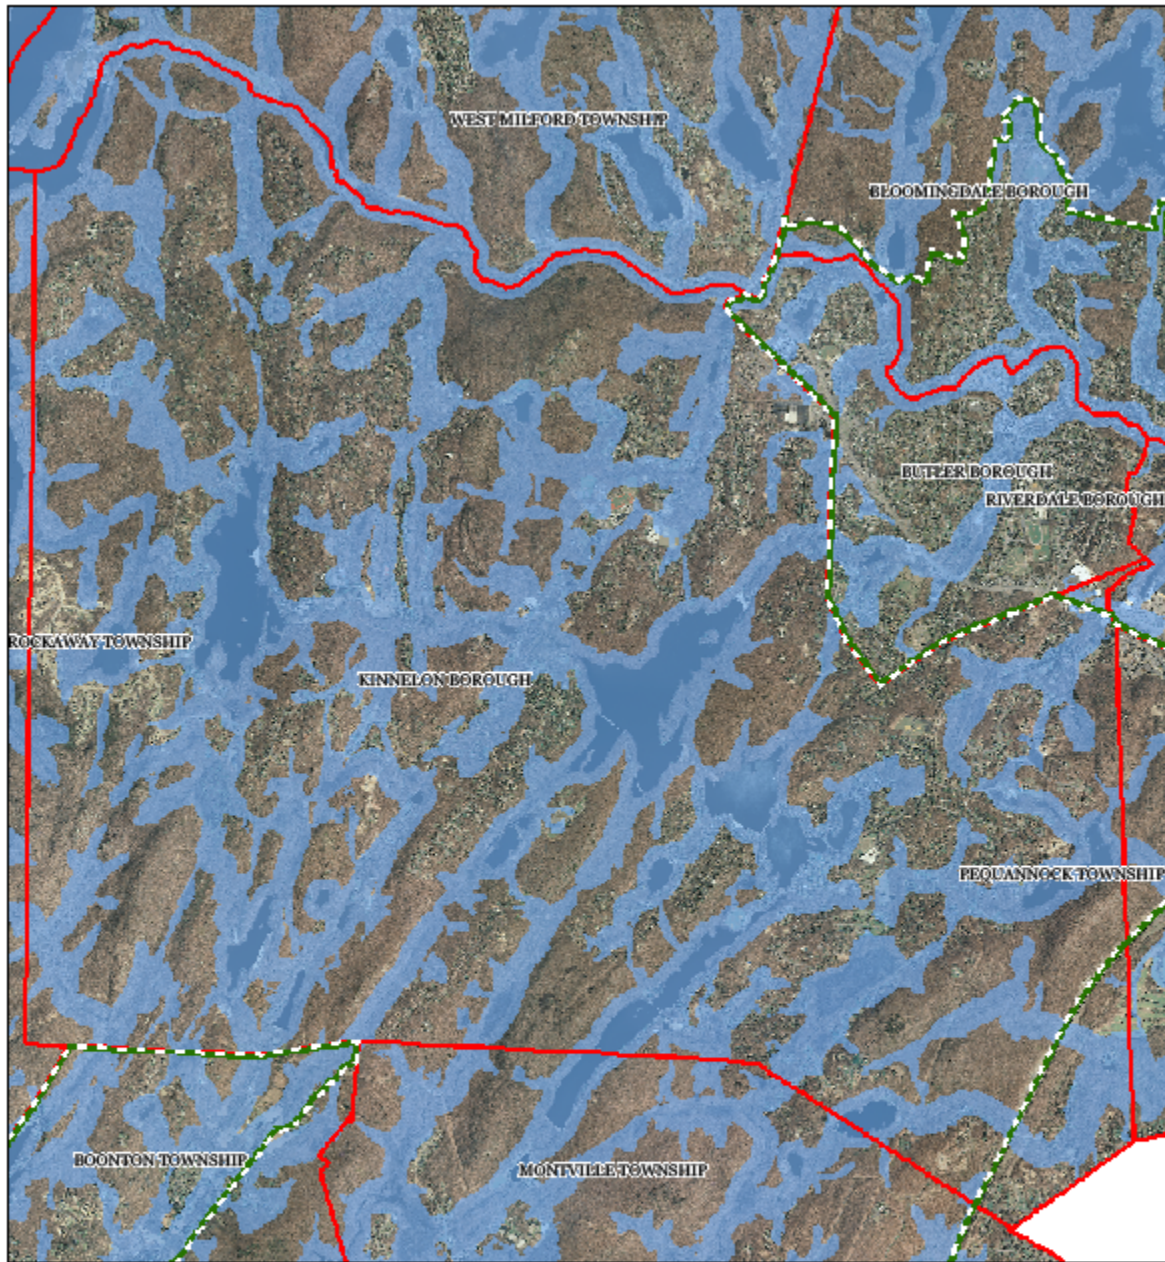 WEST MILFORD TOWNSHIP
BLOOMINGDALE BOROUGH
BUTLER BOROUGH
RIVERDALE BOROUGH
ROCKAWAY TOWNSHIP
KINNELON BOROUGH
PEQUANNOCK TOWNSHIP
BOONTON TOWNSHIP
MONTVILLE TOWNSHIP